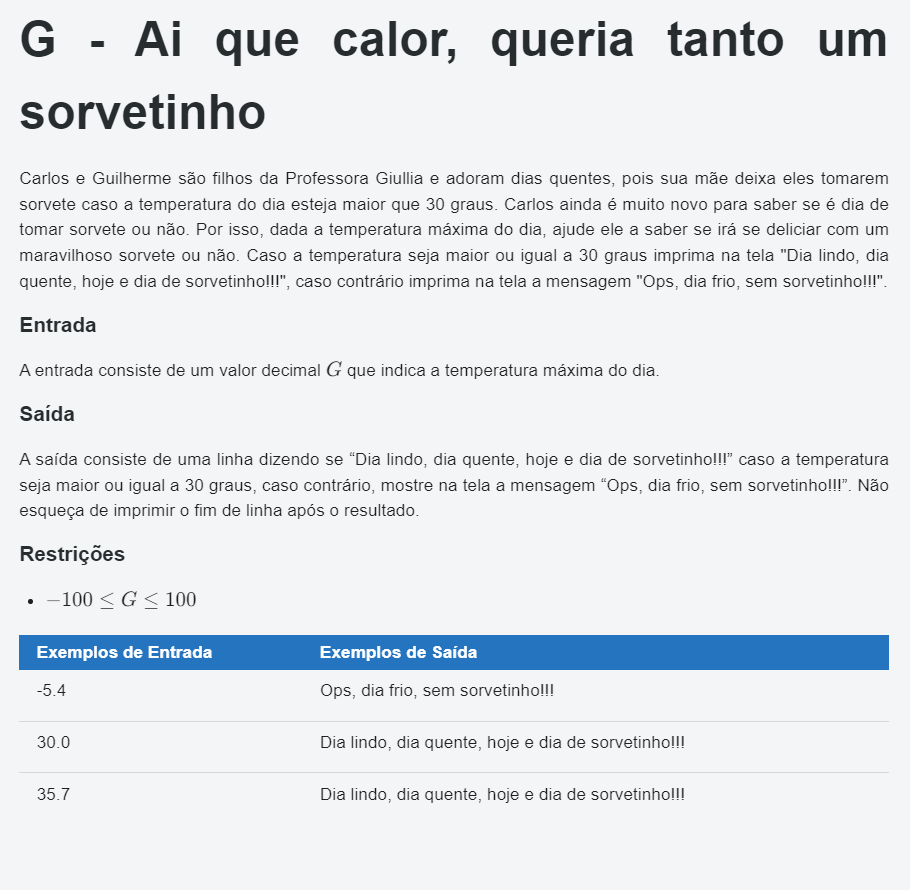 G - Ai que calor, queria tanto um
sorvetinho
Carlos e Guilherme são filhos da Professora Giullia e adoram dias quentes, pois sua mãe deixa eles tomarem
sorvete caso a temperatura do dia esteja maior que 30 graus. Carlos ainda é muito novo para saber se é dia de
tomar sorvete ou não. Por isso, dada a temperatura máxima do dia, ajude ele a saber se irá se deliciar com um
maravilhoso sorvete ou não. Caso a temperatura seja maior ou igual a 30 graus imprima na tela "Dia lindo, dia
quente, hoje e dia de sorvetinho!!!", caso contrário imprima na tela a mensagem "Ops, dia frio, sem sorvetinho!!!".
Entrada
A entrada consiste de um valor decimal G que indica a temperatura máxima do dia.
Saída
A saída consiste de uma linha dizendo se “Dia lindo, dia quente, hoje e dia de sorvetinho!!!” caso a temperatura
seja maior ou igual a 30 graus, caso contrário, mostre na tela a mensagem “Ops, dia frio, sem sorvetinho!!!”. Não
esqueça de imprimir o fim de linha após o resultado.
Restrições
• −100 ≤ G ≤ 100
Exemplos de Entrada Exemplos de Saída
-5.4 Ops, dia frio, sem sorvetinho!!!
30.0 Dia lindo, dia quente, hoje e dia de sorvetinho!!!
35.7 Dia lindo, dia quente, hoje e dia de sorvetinho!!!